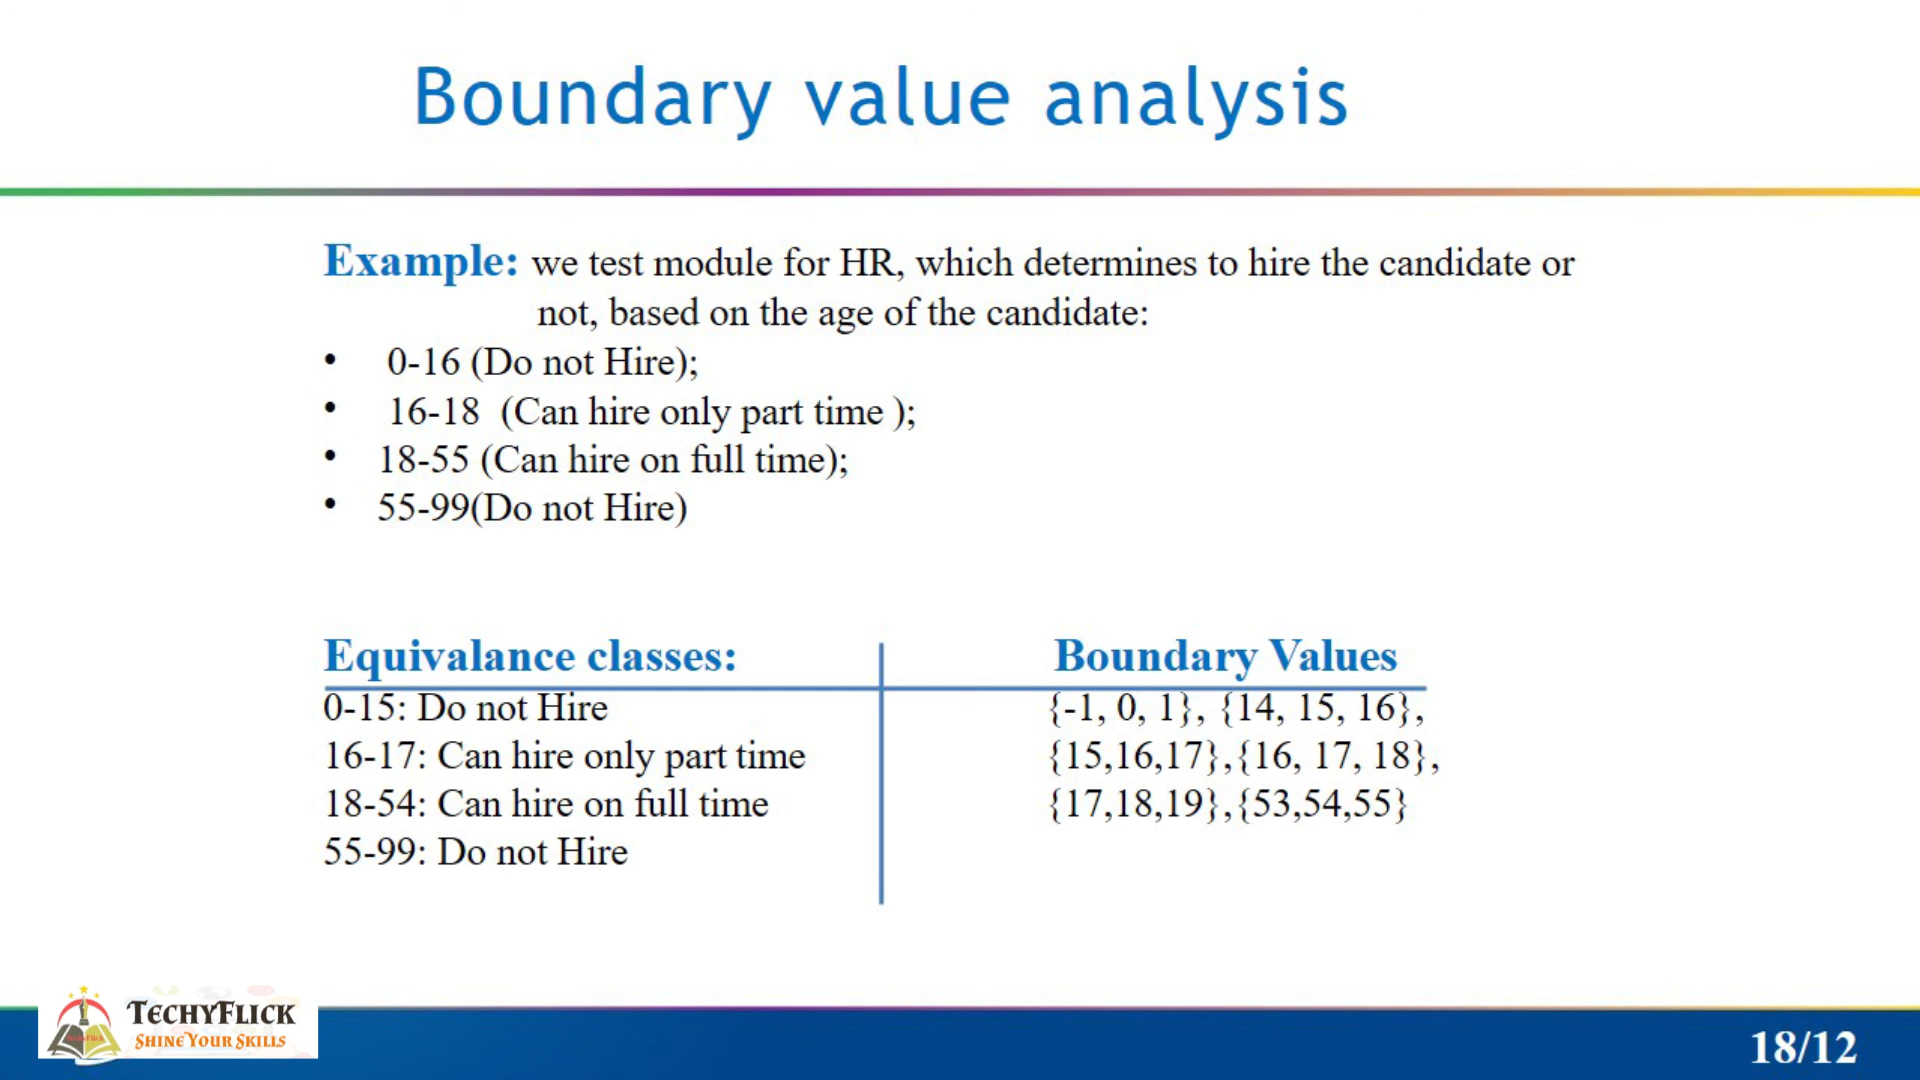 Boundary value analysis
Example: we test module for HR, which determines to hire the candidate or
not, based on the age of the candidate:
• 0-16 (Do not Hire);
• 16-18 (Can hire only part time );
• 18-55 (Can hire on full time);
• 55-99(Do not Hire)
Equivalance classes:
0-15: Do not Hire
16-17: Can hire only part time
18-54: Can hire on full time
55-99: Do not Hire
Boundary Values
{-1, 0, 1}, {14, 15, 16},
{15,16,17},{16, 17, 18},
{17,18,19},{53,54,55}
TECHYFLICK
SHINE YOUR SKILLS
18/12